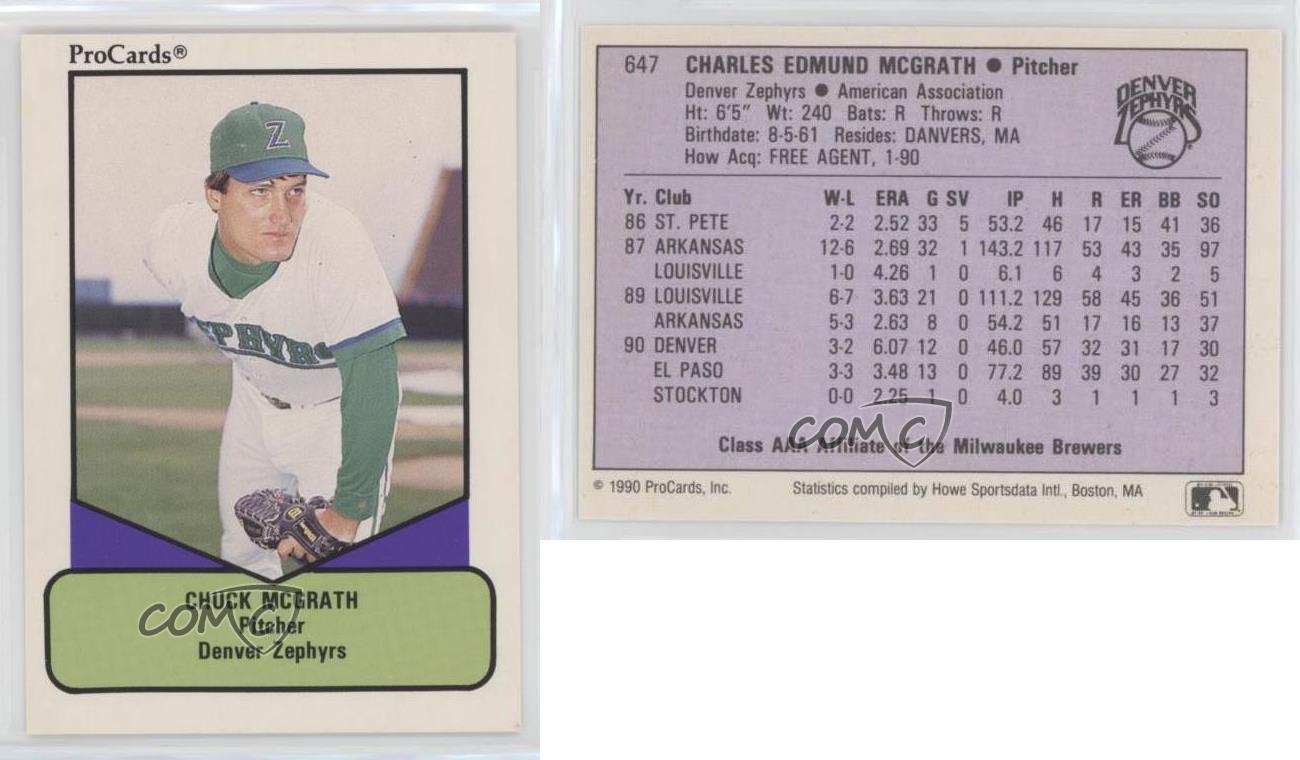 ProCards®
Z
ZEPHYRS
CHUCK MCGRATH
Pitcher
Denver Zephyrs
COMC
647 CHARLES EDMUND MCGRATH ● Pitcher
Denver Zephyrs ● American Association
Ht: 6'5" Wt: 240 Bats: R Throws: R
Birthdate: 8-5-61 Resides: DANVERS, MA
How Acq: FREE AGENT, 1-90
DENVER
ZEPHYRS
Yr. Club W-L ERA G SV IP H R ER BB SO
86 ST. PETE 2-2 2.52 33 5 53.2 46 17 15 41 36
87 ARKANSAS 12-6 2.69 32 1 143.2 117 53 43 35 97
LOUISVILLE 1-0 4.26 1 0 6.1 6 4 3 2 5
89 LOUISVILLE 6-7 3.63 21 0 111.2 129 58 45 36 51
ARKANSAS 5-3 2.63 8 0 54.2 51 17 16 13 37
90 DENVER 3-2 6.07 12 0 46.0 57 32 31 17 30
EL PASO 3-3 3.48 13 0 77.2 89 39 30 27 32
STOCKTON 0-0 2.25 1 0 4.0 3 1 1 1 3
COMC
Class AAA Affiliate of the Milwaukee Brewers
© 1990 ProCards, Inc. Statistics compiled by Howe Sportsdata Intl., Boston, MA